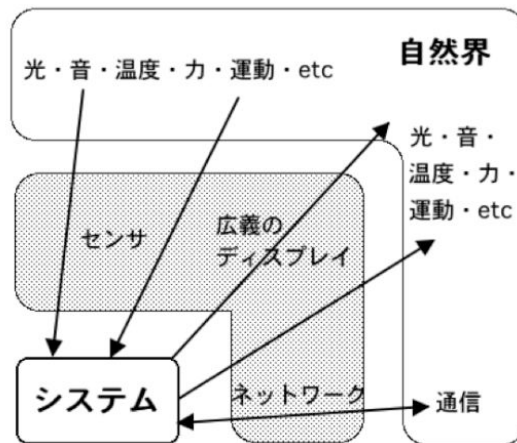 自然界
光・音・温度・力・運動・etc
光・音・
温度・力・
運動・etc
センサ
広義の
ディスプレイ
システム
ネットワーク
通信